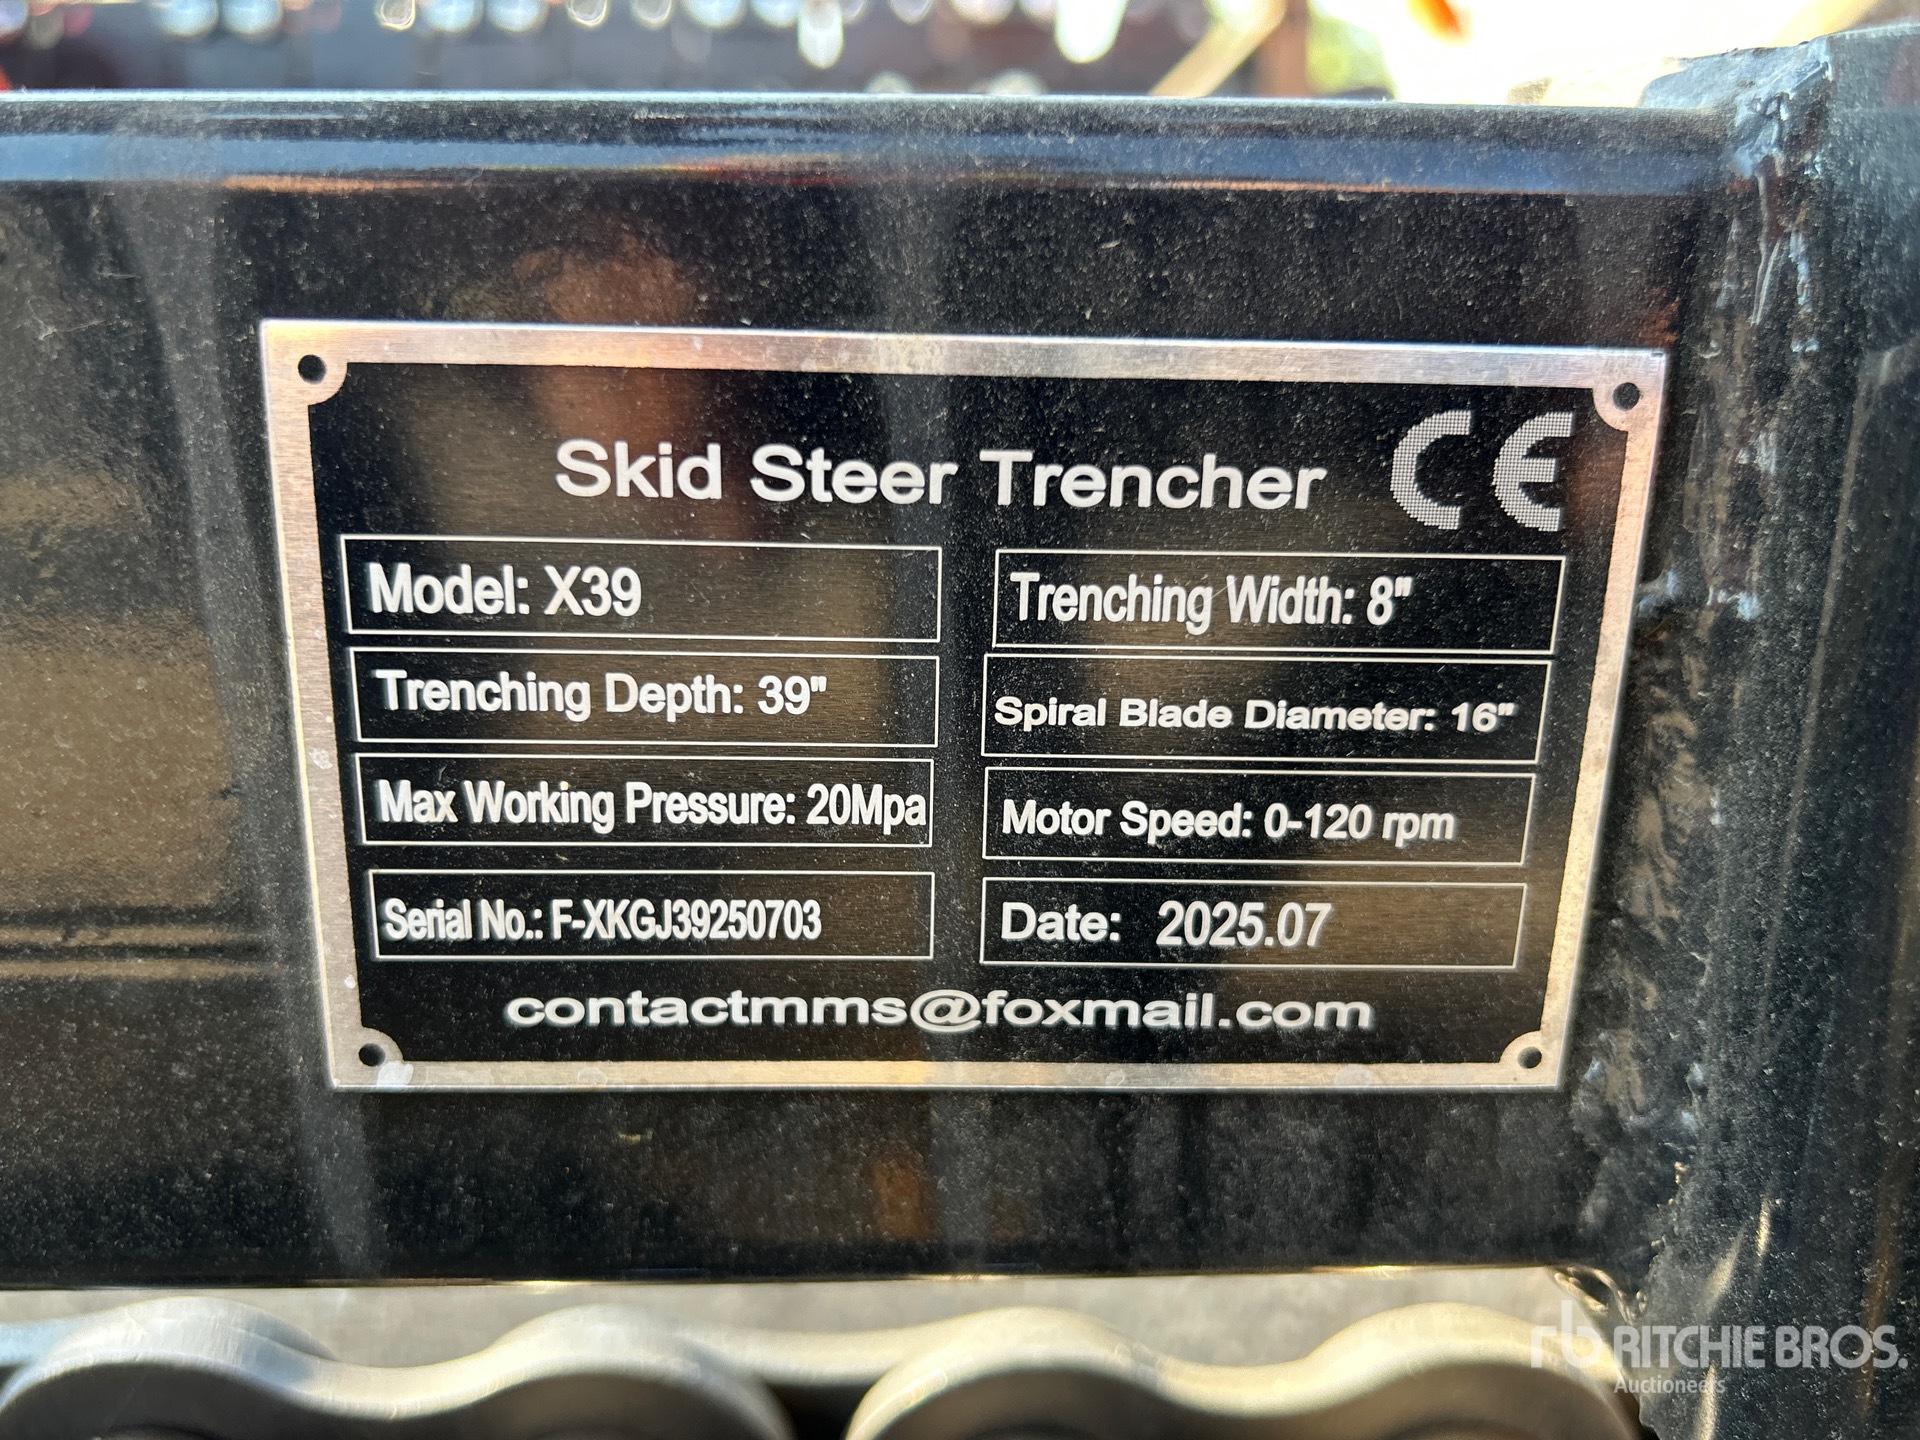 Skid Steer Trencher CE
Model: X39
Trenching Width: 8"
Trenching Depth: 39"
Spiral Blade Diameter: 16"
Max Working Pressure: 20Mpa
Motor Speed: 0-120 rpm
Serial No.: F-XKGJ39250703
Date: 2025.07
contactmms@foxmail.com
rb RITCHIE BROS.
Auctioneers